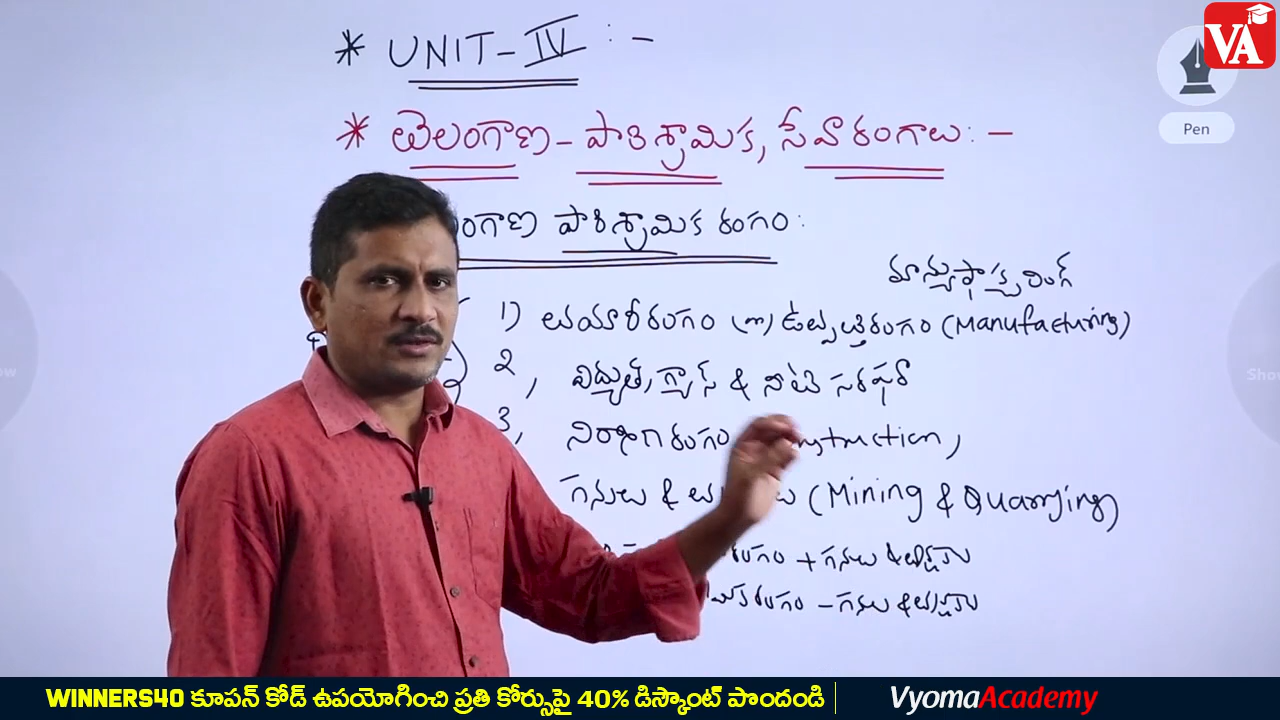 * UNIT-IV :-
VA
Pen
* తెలంగాణ - పారిశ్రామిక, సేవారంగాలు: -
పారిశ్రామిక రంగం:
మాన్యుఫాక్చరింగ్
1) తయారీరంగం (లా) ఉత్పత్తిరంగం (Manufacturing)
2, విద్యుత్, గ్యాస్ & నీటి సరఫరా
3, నిర్మాణరంగం
గనులు & (Mining & Quarrying)
+ గనులు &
- గనులు &
WINNERS40 కూపన్ కోడ్ ఉపయోగించి ప్రతి కోర్సుపై 40% డిస్కౌంట్ పొందండి | VyomaAcademy